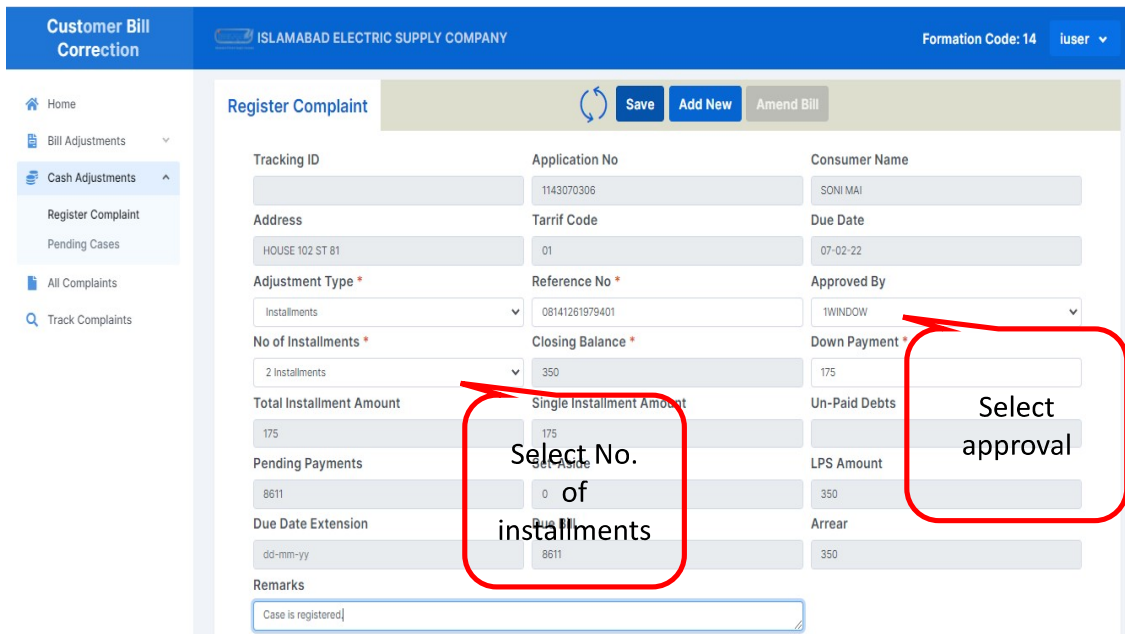 Customer Bill
Correction
ISLAMABAD ELECTRIC SUPPLY COMPANY
Formation Code: 14
iuser
Home
Bill Adjustments
Cash Adjustments
Register Complaint
Pending Cases
All Complaints
Track Complaints
Register Complaint
Save
Add New
Amend Bill
Tracking ID
Application No
Consumer Name
1143070306
SONI MAI
Address
Tarrif Code
Due Date
HOUSE 102 ST 81
01
07-02-22
Adjustment Type *
Reference No *
Approved By
Installments
08141261979401
1WINDOW
No of Installments *
Closing Balance *
Down Payment *
2 Installments
350
175
Total Installment Amount
Single Installment Amount
Un-Paid Debts
175
175
Pending Payments
Set-Aside
LPS Amount
8611
0
350
Due Date Extension
Due Bill
Arrear
dd-mm-yy
8611
350
Remarks
Case is registered.
Select No.
of
installments
Select
approval